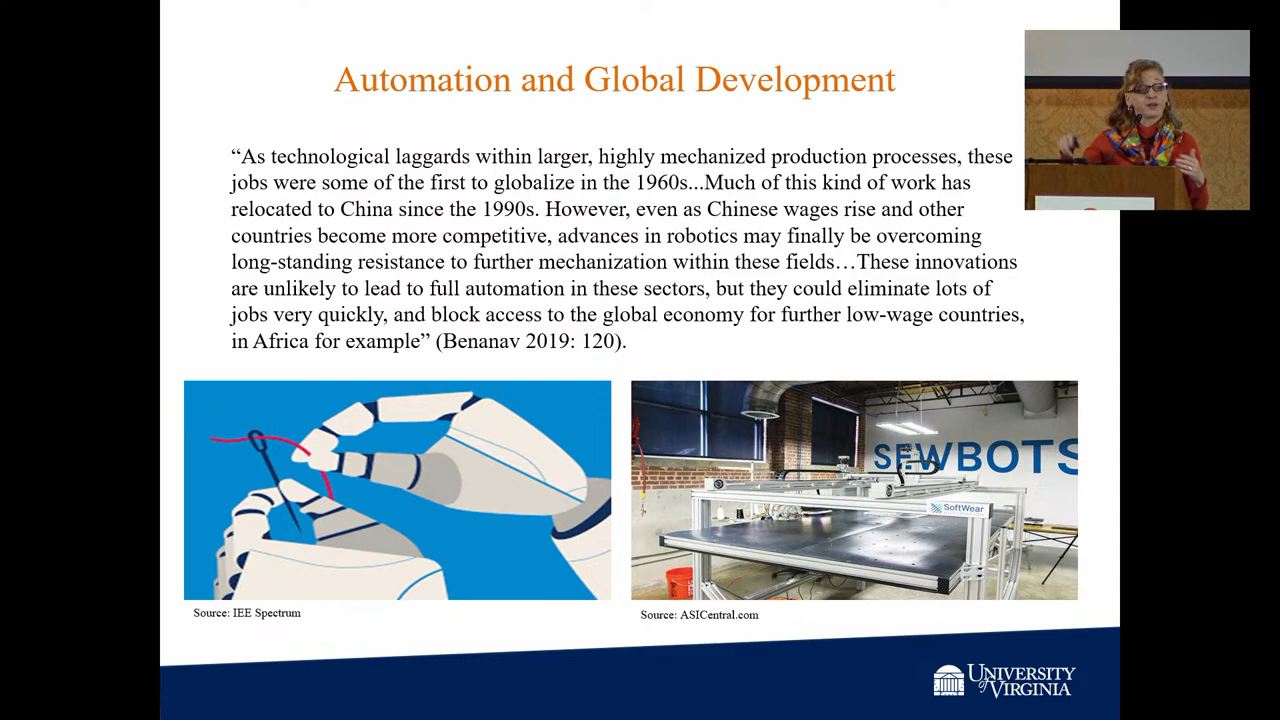 Automation and Global Development
“As technological laggards within larger, highly mechanized production processes, these
jobs were some of the first to globalize in the 1960s...Much of this kind of work has
relocated to China since the 1990s. However, even as Chinese wages rise and other
countries become more competitive, advances in robotics may finally be overcoming
long-standing resistance to further mechanization within these fields…These innovations
are unlikely to lead to full automation in these sectors, but they could eliminate lots of
jobs very quickly, and block access to the global economy for further low-wage countries,
in Africa for example” (Benanav 2019: 120).
SEWBOTS
SoftWear
Source: IEE Spectrum
Source: ASICentral.com
UNIVERSITY
of VIRGINIA